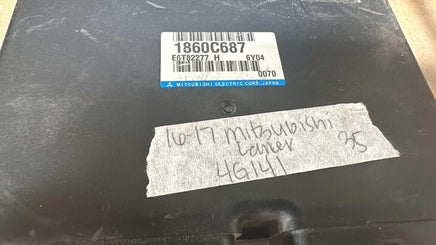 1860C687
E6T82277 H 6Y04
0070
MITSUBISHI ELECTRIC CORP. JAPAN
16-17 mitsubishi
Lancer 35
4G141